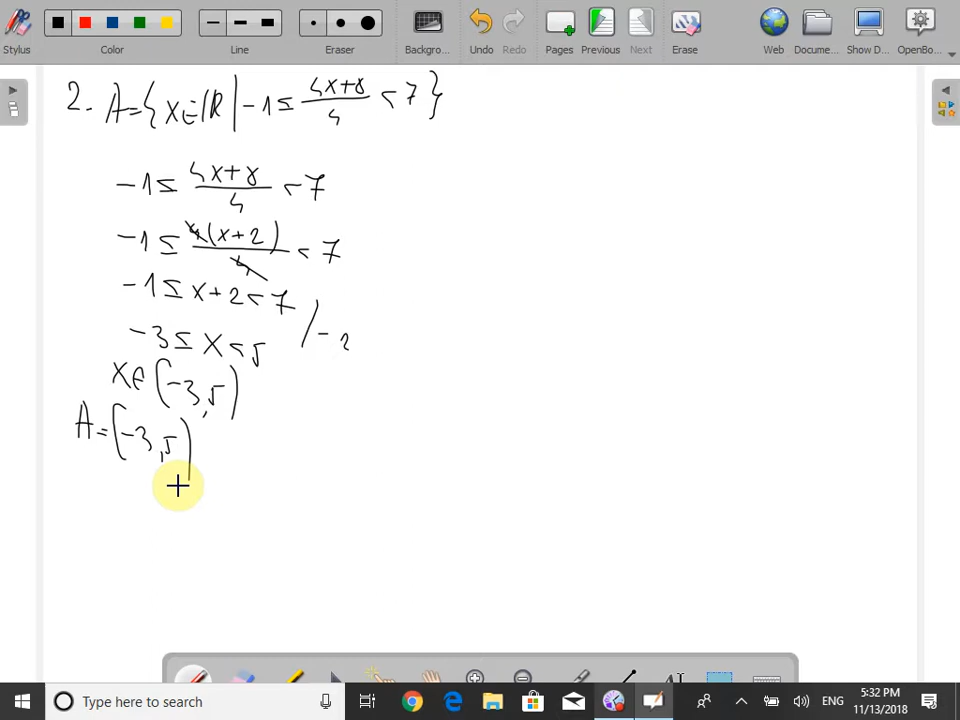 Stylus
Color
Line
Eraser
Backgro...
Undo
Redo
Pages
Previous
Next
Erase
Web
Docume...
Show D...
OpenBo...
2. A={x∈ℝ|-1≤ (4x+8)/4 <7}
-1≤ (4x+8)/4 <7
-1≤ 4(x+2)/4 <7
-1≤x+2<7 /-2
-3≤x<5
x∈[-3,5)
A=[-3,5)
Type here to search
ENG
5:32 PM
11/13/2018